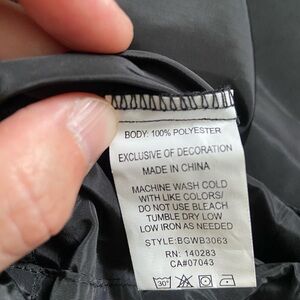 BODY: 100% POLYESTER
EXCLUSIVE OF DECORATION
MADE IN CHINA
MACHINE WASH COLD
WITH LIKE COLORS/
DO NOT USE BLEACH
TUMBLE DRY LOW
LOW IRON AS NEEDED
STYLE:BGWB3063
RN: 140283
CA#07043
30°